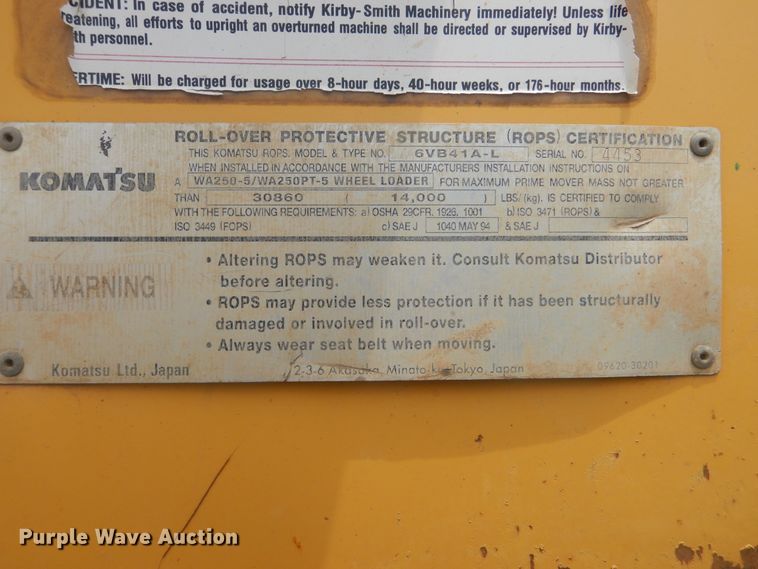 CIDENT: In case of accident, notify Kirby-Smith Machinery immediately! Unless life
reatening, all efforts to upright an overturned machine shall be directed or supervised by Kirby-
th personnel.
ERTIME: Will be charged for usage over 8-hour days, 40-hour weeks, or 176-hour months.
KOMATSU
ROLL-OVER PROTECTIVE STRUCTURE (ROPS) CERTIFICATION
THIS KOMATSU ROPS. MODEL & TYPE NO. 6VB41A-L SERIAL NO. 4453
WHEN INSTALLED IN ACCORDANCE WITH THE MANUFACTURERS INSTALLATION INSTRUCTIONS ON
A WA250-5/WA250PT-5 WHEEL LOADER FOR MAXIMUM PRIME MOVER MASS NOT GREATER
THAN 30860 ( 14,000 ) LBS/(kg). IS CERTIFIED TO COMPLY
WITH THE FOLLOWING REQUIREMENTS: a) OSHA 29CFR. 1926, 1001 b) ISO 3471 (ROPS) &
ISO 3449 (FOPS) c) SAE J 1040 MAY 94 & SAE J
WARNING
• Altering ROPS may weaken it. Consult Komatsu Distributor
before altering.
• ROPS may provide less protection if it has been structurally
damaged or involved in roll-over.
• Always wear seat belt when moving.
Komatsu Ltd., Japan 2-3-6 Akasaka, Minato-ku, Tokyo, Japan 09620-30201
Purple Wave Auction